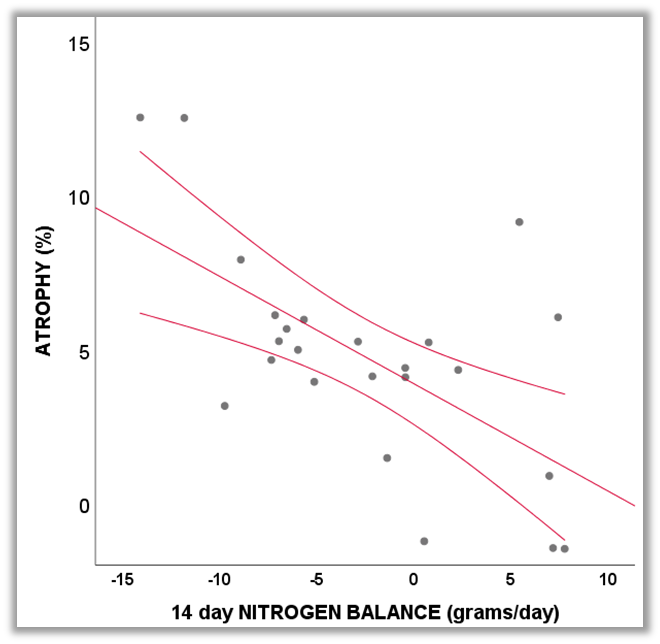 15
10
ATROPHY (%)
5
0
-15 -10 -5 0 5 10
14 day NITROGEN BALANCE (grams/day)